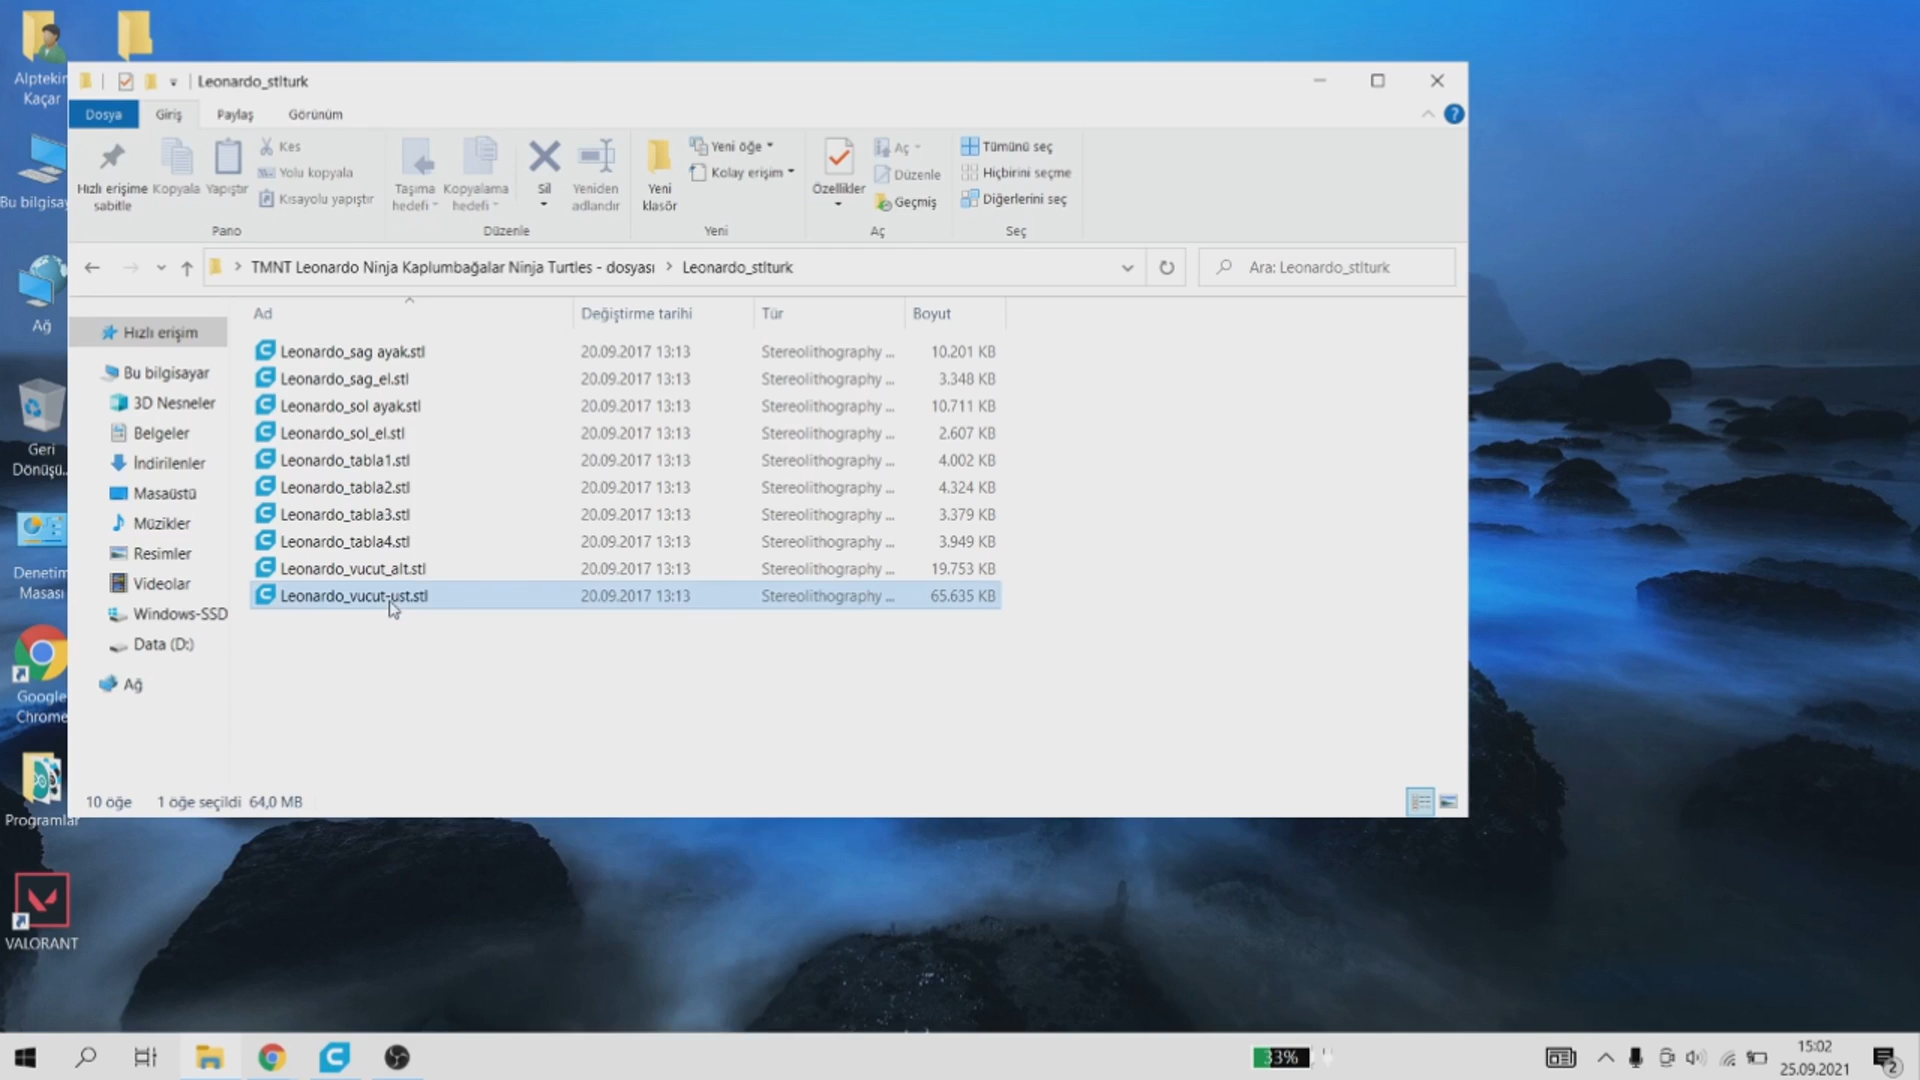 Alptekin
Kaçar
Bu bilgisay
Ağ
Geri
Dönüşü...
Denetim
Masası
Google
Chrome
Programlar
VALORANT
Leonardo_stlturk
Dosya Giriş Paylaş Görünüm
Hızlı erişime
sabitle
Kopyala
Yapıştır
Kes
Yolu kopyala
Kısayolu yapıştır
Pano
Taşıma
hedefi
Kopyalama
hedefi
Sil
Yeniden
adlandır
Düzenle
Yeni
klasör
Yeni öğe
Kolay erişim
Yeni
Özellikler
Aç
Düzenle
Geçmiş
Aç
Tümünü seç
Hiçbirini seçme
Diğerlerini seç
Seç
TMNT Leonardo Ninja Kaplumbağalar Ninja Turtles - dosyası > Leonardo_stlturk
Ara: Leonardo_stlturk
Hızlı erişim
Bu bilgisayar
3D Nesneler
Belgeler
İndirilenler
Masaüstü
Müzikler
Resimler
Videolar
Windows-SSD
Data (D:)
Ağ
Ad Değiştirme tarihi Tür Boyut
Leonardo_sag ayak.stl 20.09.2017 13:13 Stereolithography ... 10.201 KB
Leonardo_sag_el.stl 20.09.2017 13:13 Stereolithography ... 3.348 KB
Leonardo_sol ayak.stl 20.09.2017 13:13 Stereolithography ... 10.711 KB
Leonardo_sol_el.stl 20.09.2017 13:13 Stereolithography ... 2.607 KB
Leonardo_tabla1.stl 20.09.2017 13:13 Stereolithography ... 4.002 KB
Leonardo_tabla2.stl 20.09.2017 13:13 Stereolithography ... 4.324 KB
Leonardo_tabla3.stl 20.09.2017 13:13 Stereolithography ... 3.379 KB
Leonardo_tabla4.stl 20.09.2017 13:13 Stereolithography ... 3.949 KB
Leonardo_vucut_alt.stl 20.09.2017 13:13 Stereolithography ... 19.753 KB
Leonardo_vucut-ust.stl 20.09.2017 13:13 Stereolithography ... 65.635 KB
10 öğe 1 öğe seçildi 64,0 MB
33%
15:02
25.09.2021
2